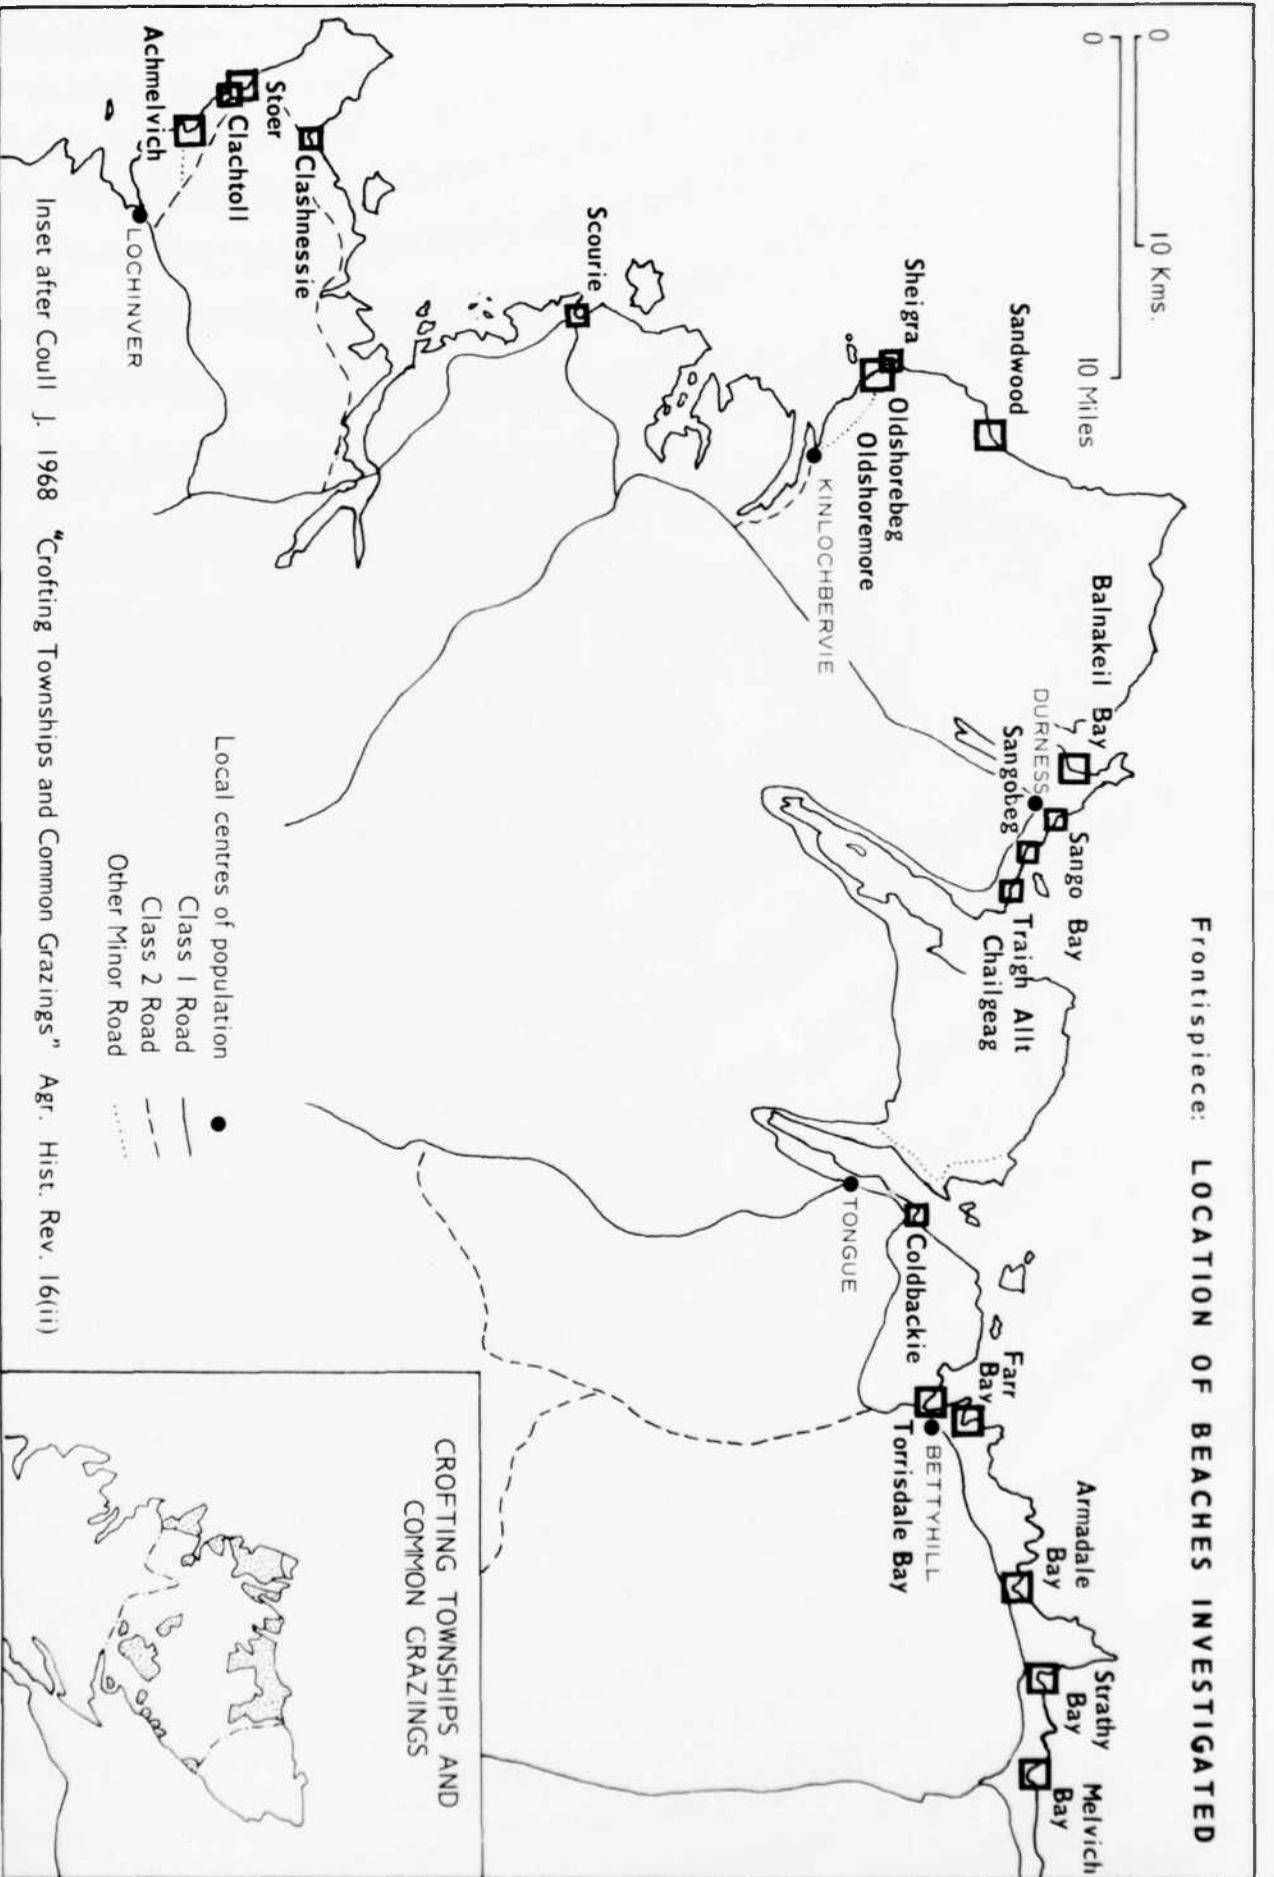 Frontispiece: LOCATION OF BEACHES INVESTIGATED
0 10 Kms.
0 10 Miles
Sandwood
Sheigra
Oldshorebeg
Oldshoremore
KINLOCHBERVIE
Scourie
Stoer
Clachtoll
Achmelvich
Clashnessie
LOCHINVER
Balnakeil Bay
DURNESS
Sangobeg
Sango Bay
Traigh Allt
Chailgeag
TONGUE
Coldbackie
Farr
Bay
Torrisdale Bay
BETTYHILL
Armadale
Bay
Strathy
Bay
Melvich
Bay
Local centres of population
Class 1 Road
Class 2 Road
Other Minor Road
CROFTING TOWNSHIPS AND
COMMON GRAZINGS
Inset after Coull J. 1968 "Crofting Townships and Common Grazings" Agr. Hist. Rev. 16(ii)